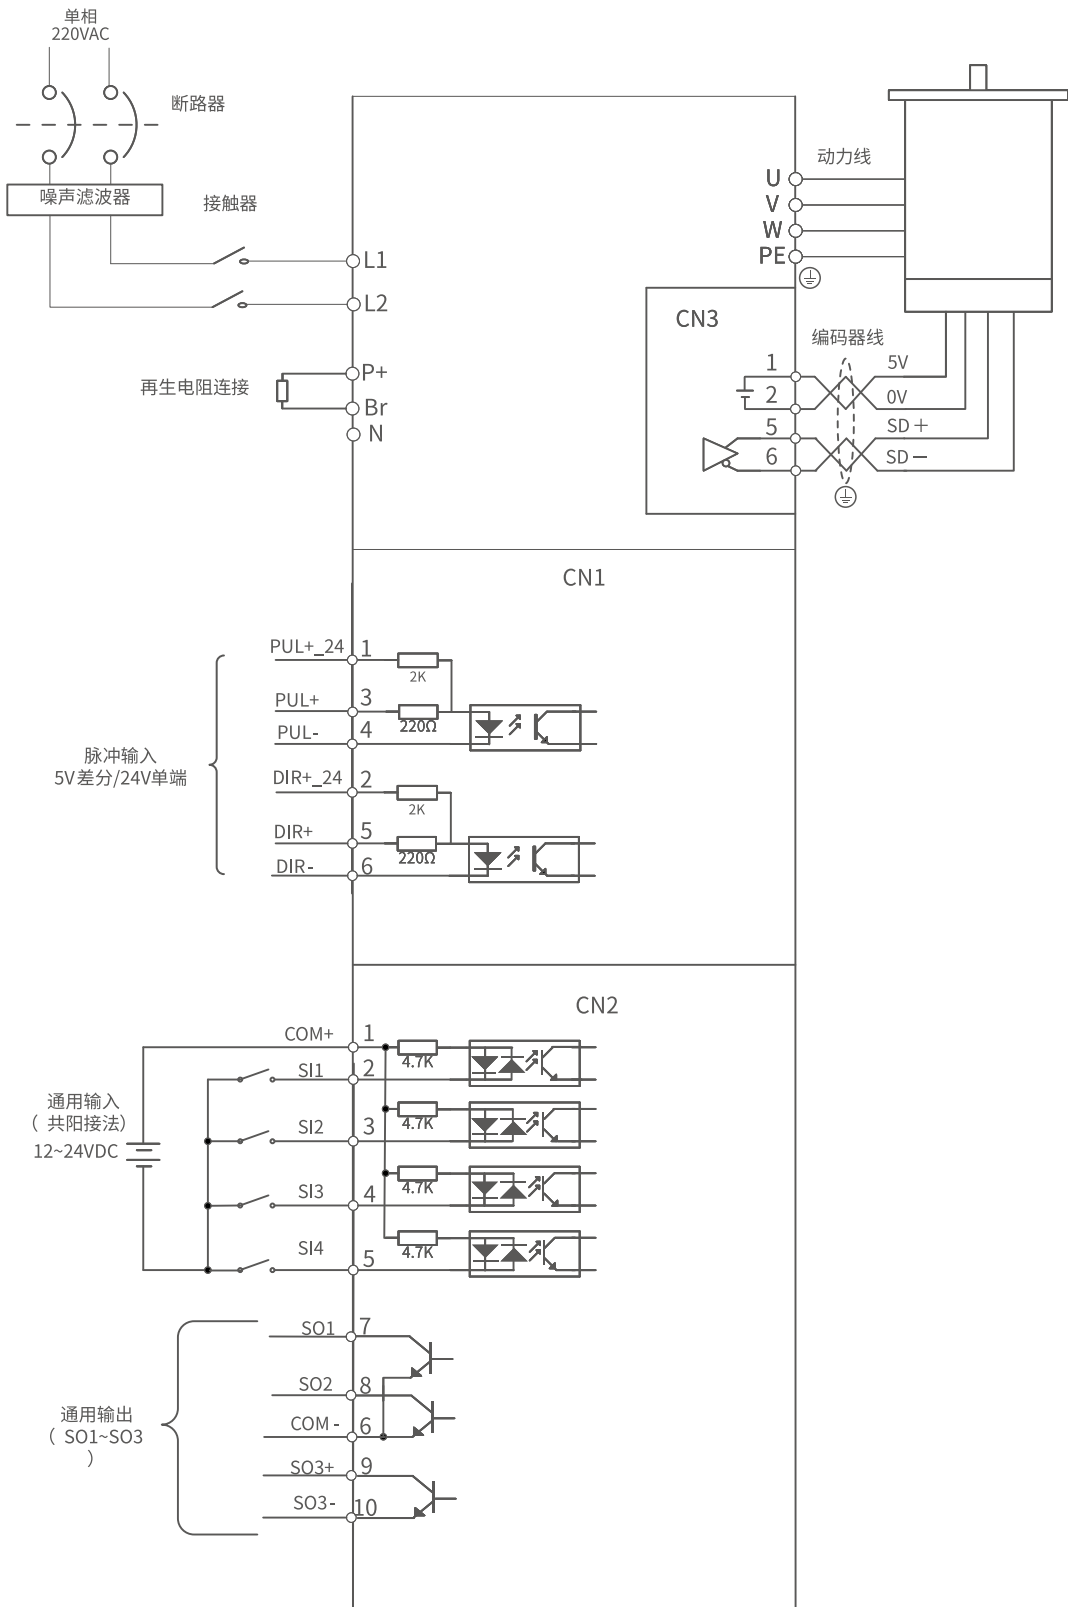 单相
220VAC
断路器
噪声滤波器
接触器
L1
L2
再生电阻连接
P+
Br
N
动力线
U
V
W
PE
CN3
编码器线
1
5V
2
0V
5
SD+
6
SD-
CN1
PUL+_24
1
2K
PUL+
3
220Ω
PUL-
4
脉冲输入
5V差分/24V单端
DIR+_24
2
2K
DIR+
5
220Ω
DIR-
6
CN2
COM+
1
4.7K
SI1
2
通用输入
( 共阳接法)
12~24VDC
4.7K
SI2
3
4.7K
SI3
4
4.7K
SI4
5
SO1
7
SO2
8
通用输出
( SO1~SO3
)
COM-
6
SO3+
9
SO3-
10